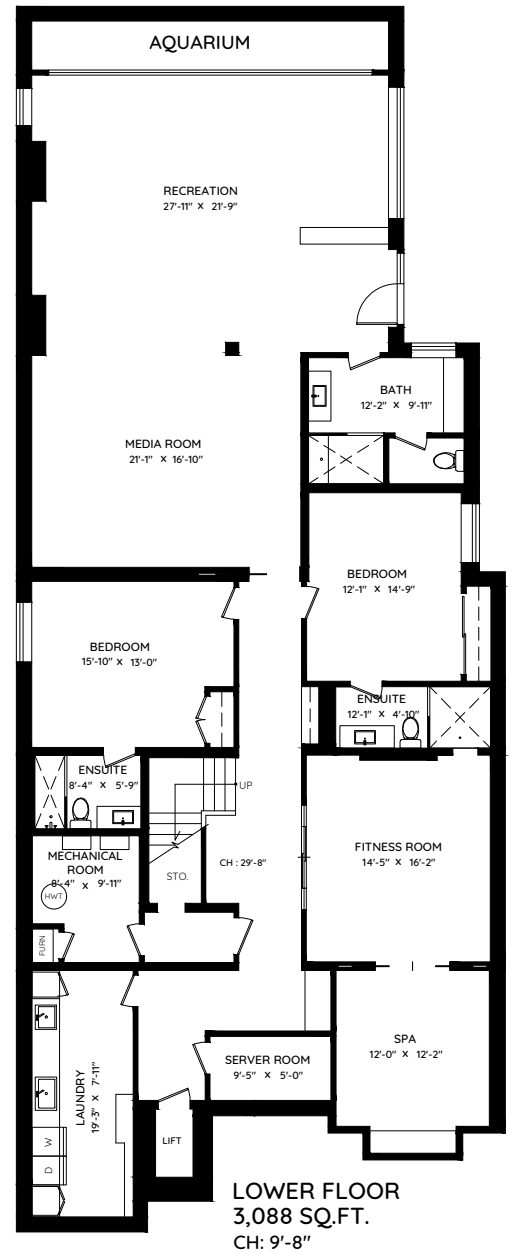 AQUARIUM
RECREATION
27'-11" X 21'-9"
BATH
12'-2" X 9'-11"
MEDIA ROOM
21'-1" X 16'-10"
BEDROOM
12'-1" X 14'-9"
BEDROOM
15'-10" X 13'-0"
ENSUITE
12'-1" X 4'-10"
ENSUITE
8'-4" X 5'-9"
UP
FITNESS ROOM
14'-5" X 16'-2"
MECHANICAL
ROOM
8'-4" X 9'-11"
CH : 29'-8"
STO.
HWT
FURN
SPA
12'-0" X 12'-2"
SERVER ROOM
9'-5" X 5'-0"
LAUNDRY
19'-3" X 7'-11"
W
D
LIFT
LOWER FLOOR
3,088 SQ.FT.
CH: 9'-8"